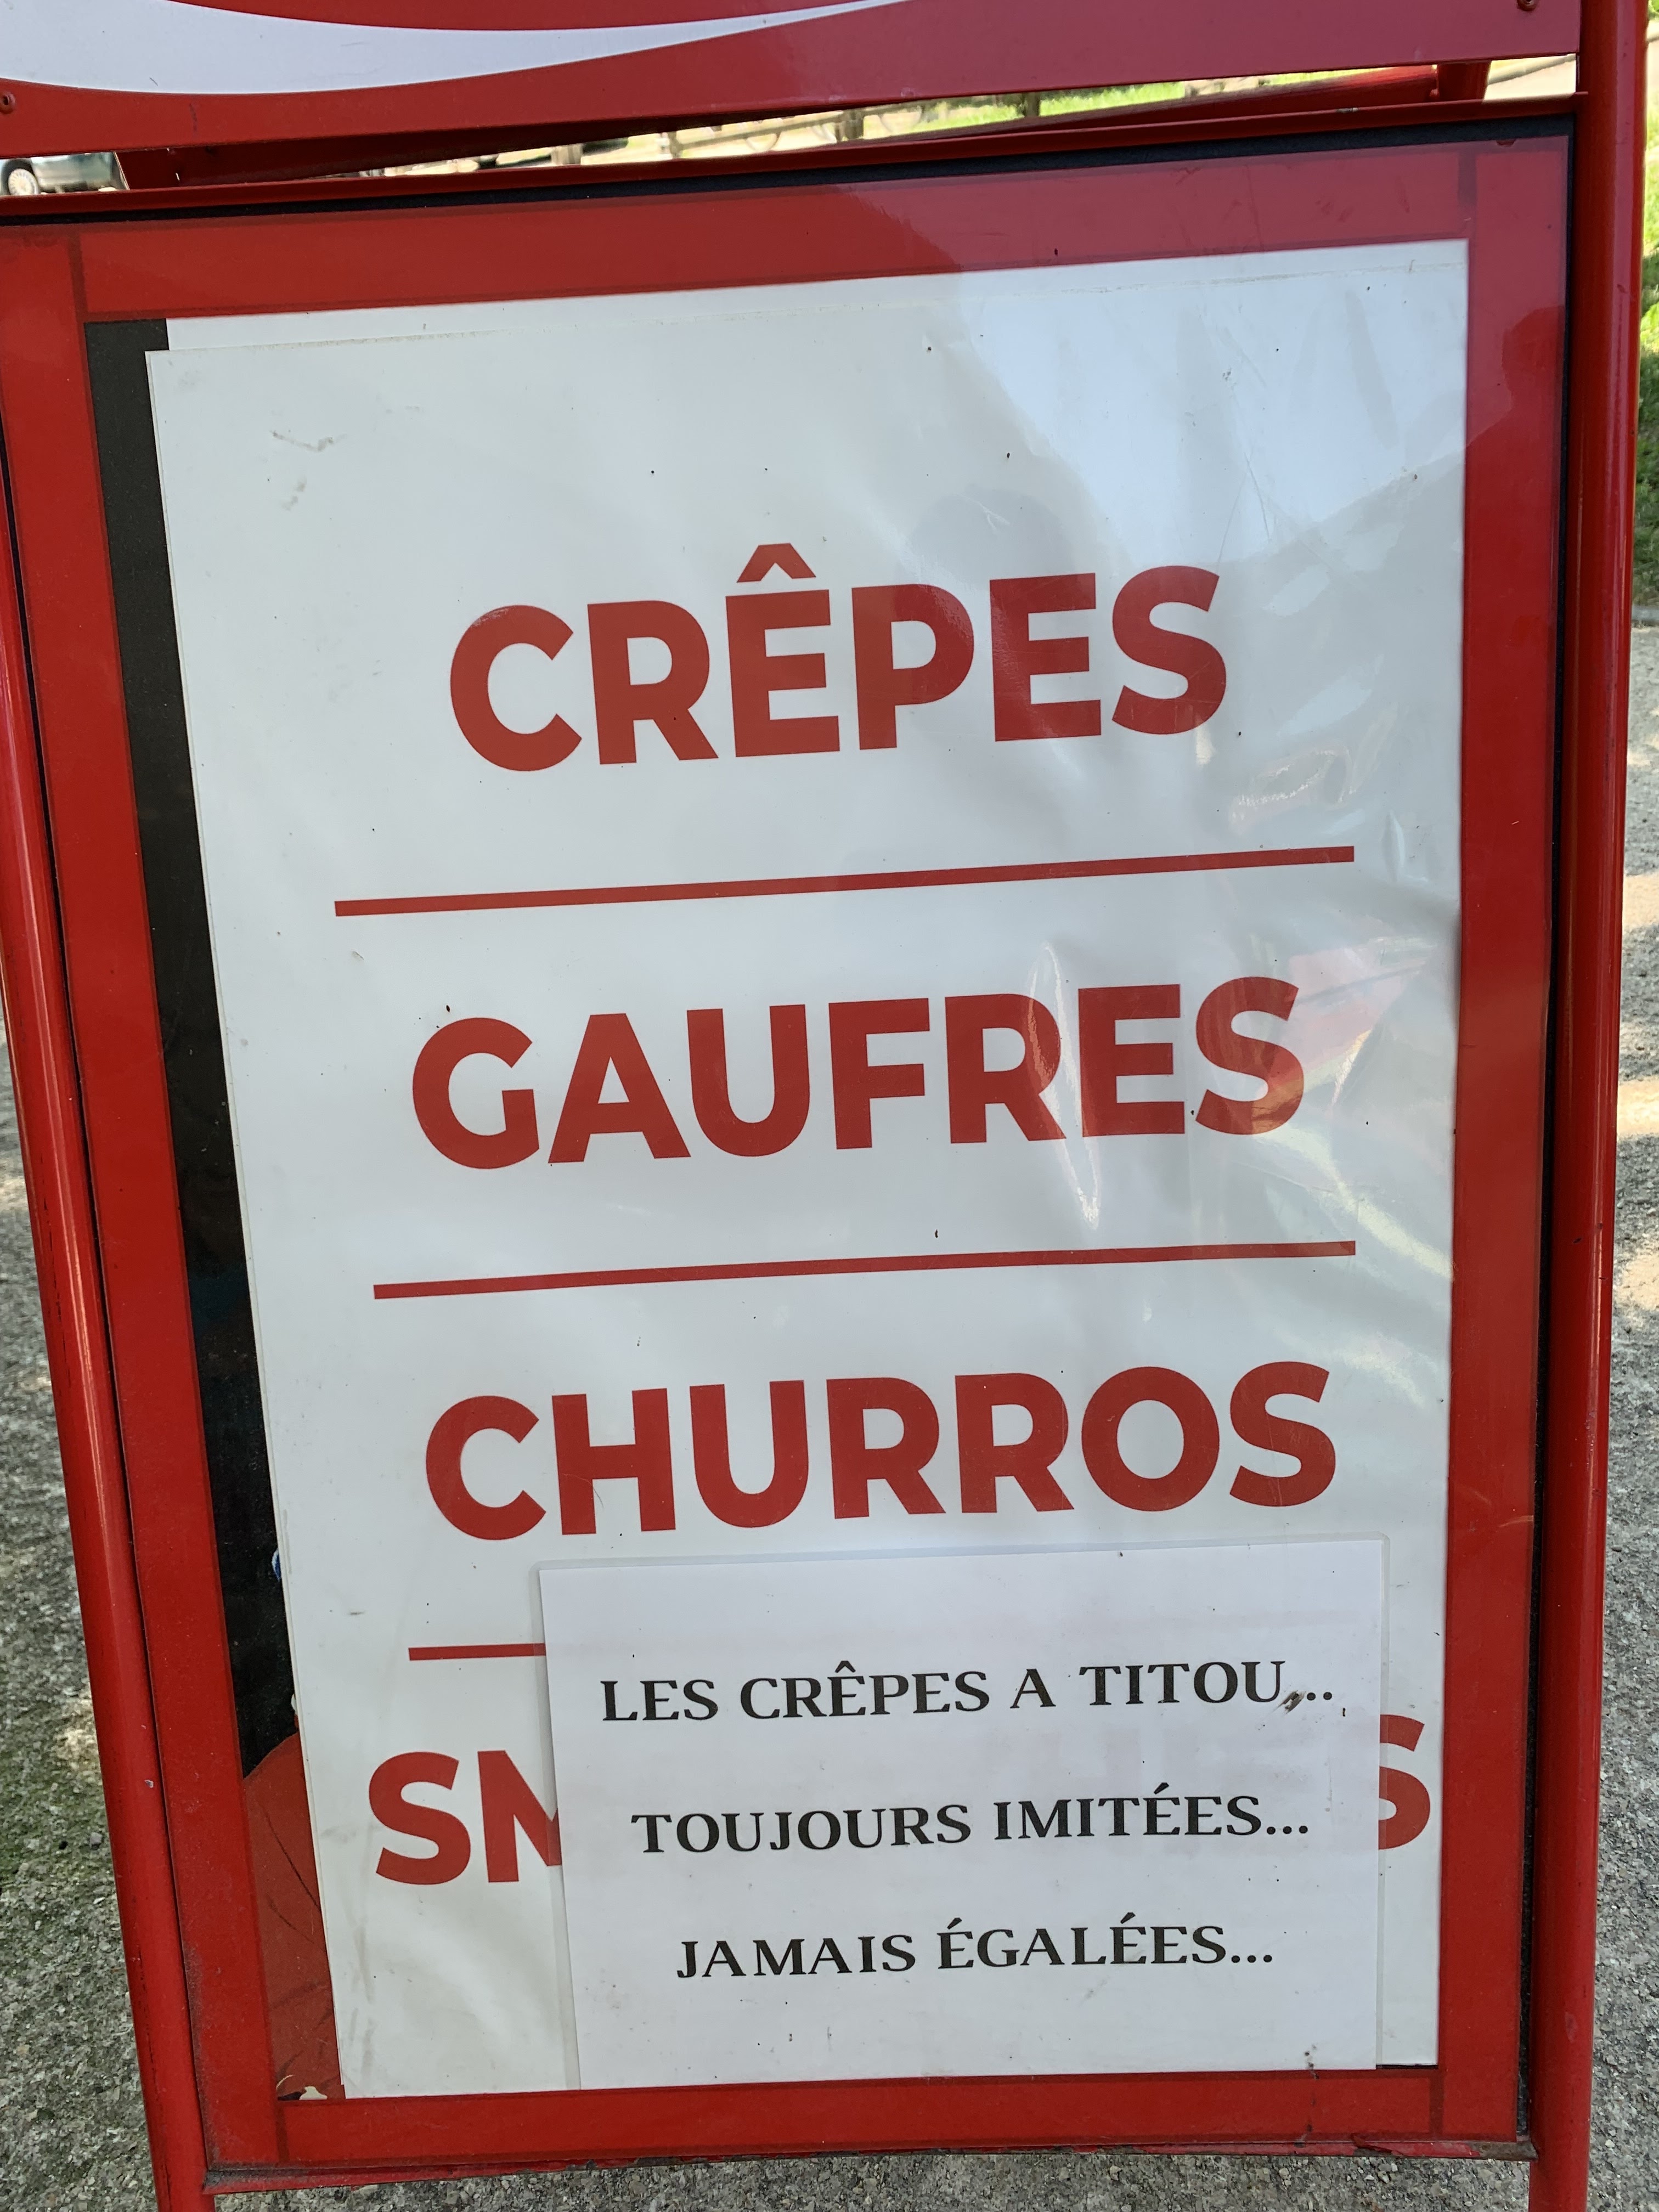 CRÊPES
GAUFRES
CHURROS
LES CRÊPES A TITOU...
TOUJOURS IMITÉES...
JAMAIS ÉGALÉES...